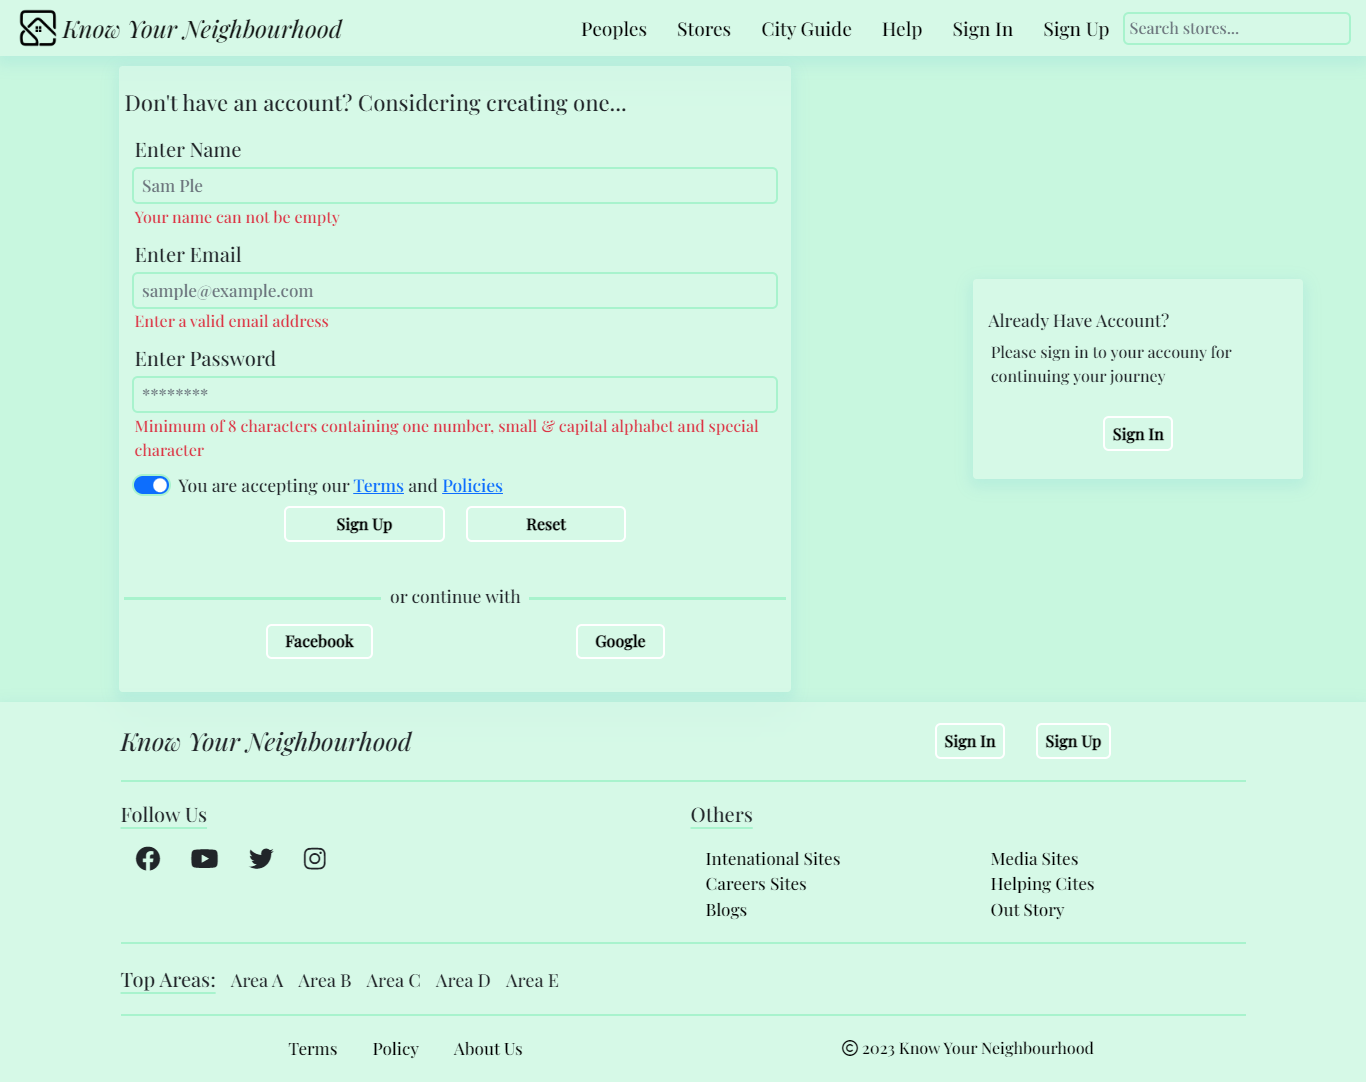 Know Your Neighbourhood
Peoples Stores City Guide Help Sign In Sign Up Search stores...
Don't have an account? Considering creating one...
Enter Name
Sam Ple
Your name can not be empty
Enter Email
sample@example.com
Enter a valid email address
Enter Password
********
Minimum of 8 characters containing one number, small & capital alphabet and special
character
You are accepting our Terms and Policies
Sign Up Reset
or continue with
Facebook Google
Already Have Account?
Please sign in to your accouny for
continuing your journey
Sign In
Know Your Neighbourhood
Sign In Sign Up
Follow Us
Others
Intenational Sites
Careers Sites
Blogs
Media Sites
Helping Cites
Out Story
Top Areas: Area A Area B Area C Area D Area E
Terms Policy About Us
© 2023 Know Your Neighbourhood